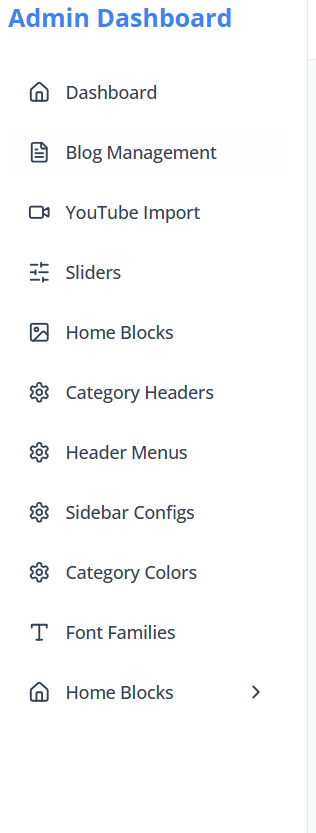 Admin Dashboard
Dashboard
Blog Management
YouTube Import
Sliders
Home Blocks
Category Headers
Header Menus
Sidebar Configs
Category Colors
Font Families
Home Blocks